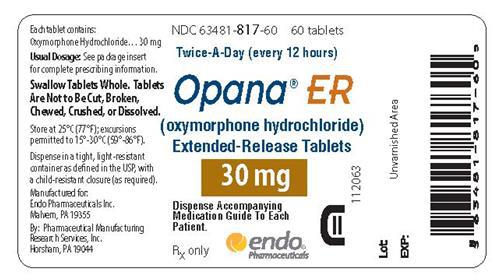 Each tablet contains:
Oxymorphone Hydrochloride... 30 mg
Usual Dosage: See package insert
for complete prescribing information.
Swallow Tablets Whole. Tablets
Are Not to Be Cut, Broken,
Chewed, Crushed, or Dissolved.
Store at 25°C (77°F); excursions
permitted to 15°-30°C (59°-86°F).
Dispense in a tight, light-resistant
container as defined in the USP, with
a child-resistant closure (as required).
Manufactured for:
Endo Pharmaceuticals Inc.
Malvern, PA 19355
By: Pharmaceutical Manufacturing
Research Services, Inc.
Horsham, PA 19044
NDC 63481-817-60 60 tablets
Twice-A-Day (every 12 hours)
Opana® ER
(oxymorphone hydrochloride)
Extended-Release Tablets
30 mg
Dispense Accompanying
Medication Guide To Each
Patient.
Rx only
endo
Pharmaceuticals
CII
112063
Unvarnished Area
Lot:
EXP:
3 63481-817-60 5